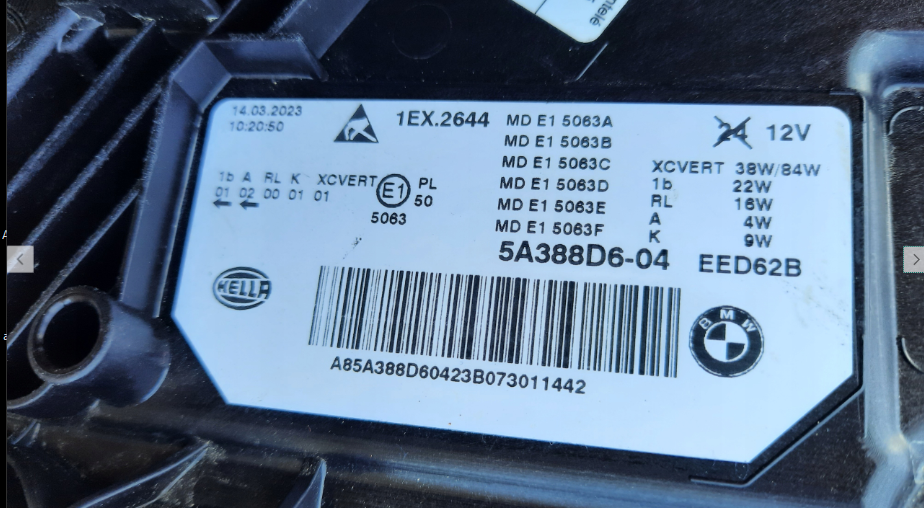 ntelé
14.03.2023
10:20:50
1EX.2644
MD E1 5063A
MD E1 5063B
MD E1 5063C
MD E1 5063D
MD E1 5063E
MD E1 5063F
24 12V
XCVERT 38W/84W
1b 22W
RL 16W
A 4W
K 9W
1b A RL K XCVERT
01 02 00 01 01
E1
PL
50
5063
5A388D6-04
EED62B
HELLA
BMW
A85A388D60423B073011442